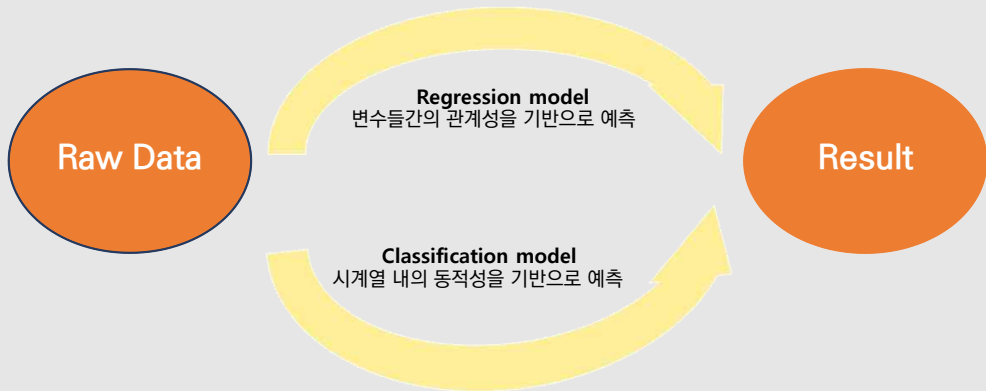 Raw Data
Regression model
변수들간의 관계성을 기반으로 예측
Result
Classification model
시계열 내의 동적성을 기반으로 예측